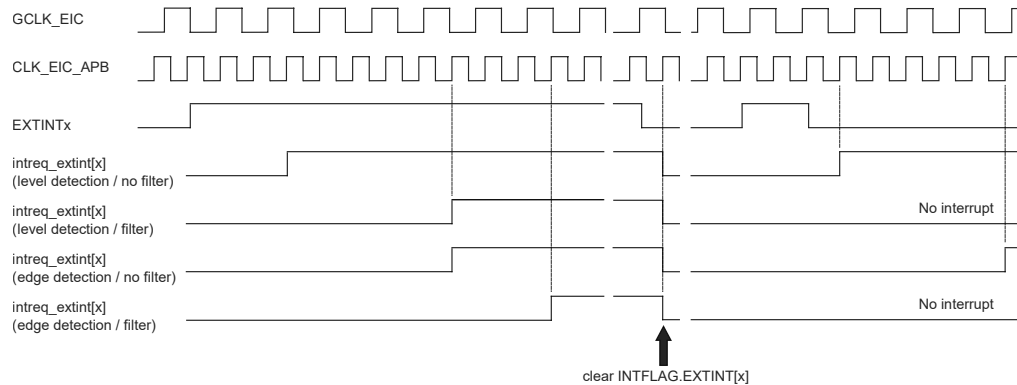 GCLK_EIC
CLK_EIC_APB
EXTINTx
intreq_extint[x]
(level detection / no filter)
intreq_extint[x]
(level detection / filter)
No interrupt
intreq_extint[x]
(edge detection / no filter)
intreq_extint[x]
(edge detection / filter)
No interrupt
clear INTFLAG.EXTINT[x]